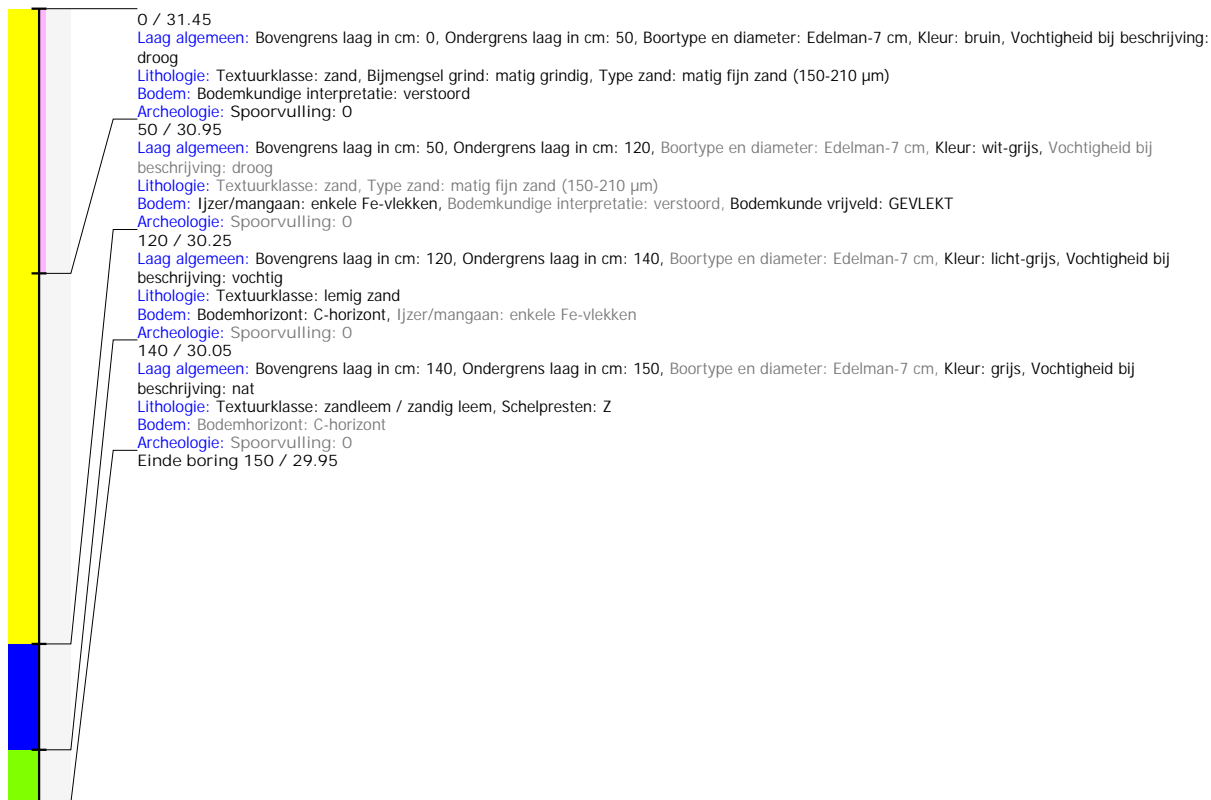 0 / 31.45
Laag algemeen: Bovengrens laag in cm: 0, Ondergrens laag in cm: 50, Boortype en diameter: Edelman-7 cm, Kleur: bruin, Vochtigheid bij beschrijving:
droog
Lithologie: Textuurklasse: zand, Bijmengsel grind: matig grindig, Type zand: matig fijn zand (150-210 µm)
Bodem: Bodemkundige interpretatie: verstoord
Archeologie: Spoorvulling: 0
50 / 30.95
Laag algemeen: Bovengrens laag in cm: 50, Ondergrens laag in cm: 120, Boortype en diameter: Edelman-7 cm, Kleur: wit-grijs, Vochtigheid bij
beschrijving: droog
Lithologie: Textuurklasse: zand, Type zand: matig fijn zand (150-210 µm)
Bodem: Ijzer/mangaan: enkele Fe-vlekken, Bodemkundige interpretatie: verstoord, Bodemkunde vrijveld: GEVLEKT
Archeologie: Spoorvulling: 0
120 / 30.25
Laag algemeen: Bovengrens laag in cm: 120, Ondergrens laag in cm: 140, Boortype en diameter: Edelman-7 cm, Kleur: licht-grijs, Vochtigheid bij
beschrijving: vochtig
Lithologie: Textuurklasse: lemig zand
Bodem: Bodemhorizont: C-horizont, Ijzer/mangaan: enkele Fe-vlekken
Archeologie: Spoorvulling: 0
140 / 30.05
Laag algemeen: Bovengrens laag in cm: 140, Ondergrens laag in cm: 150, Boortype en diameter: Edelman-7 cm, Kleur: grijs, Vochtigheid bij
beschrijving: nat
Lithologie: Textuurklasse: zandleem / zandig leem, Schelpresten: Z
Bodem: Bodemhorizont: C-horizont
Archeologie: Spoorvulling: 0
Einde boring 150 / 29.95